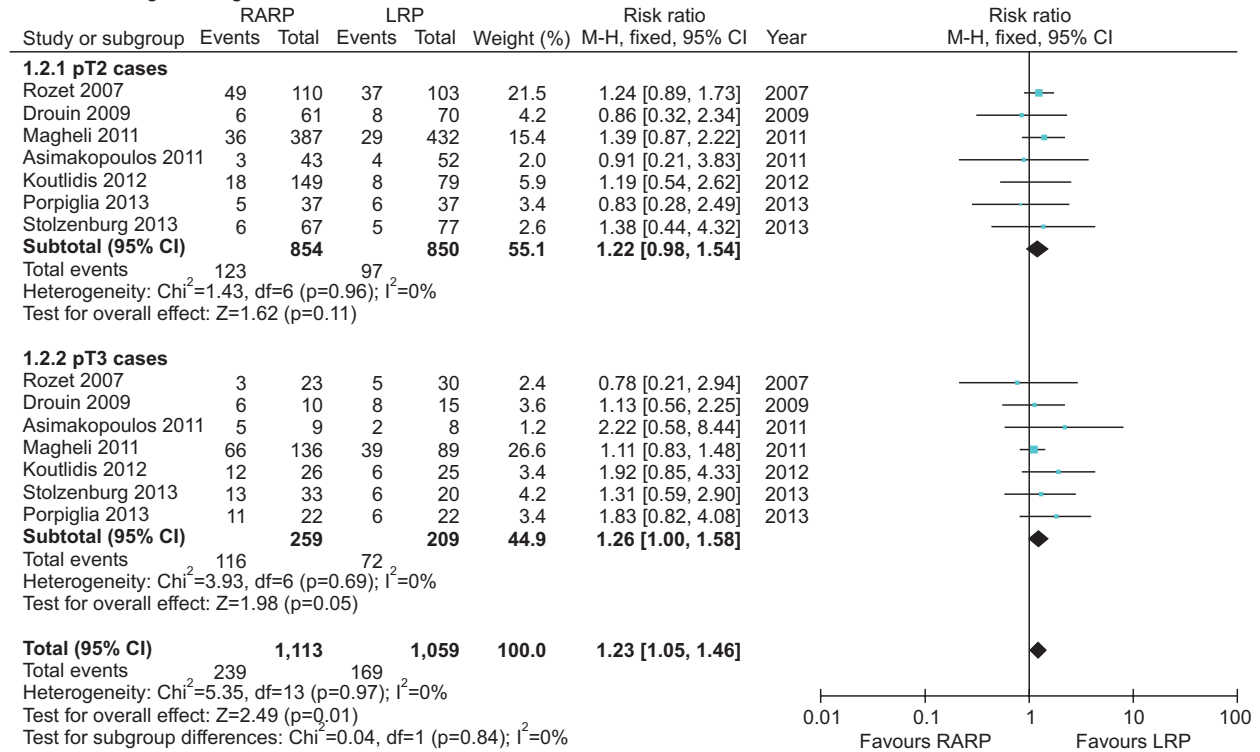 RARP LRP Risk ratio Risk ratio
Study or subgroup Events Total Events Total Weight (%) M-H, fixed, 95% CI Year M-H, fixed, 95% CI
1.2.1 pT2 cases
Rozet 2007 49 110 37 103 21.5 1.24 [0.89, 1.73] 2007
Drouin 2009 6 61 8 70 4.2 0.86 [0.32, 2.34] 2009
Magheli 2011 36 387 29 432 15.4 1.39 [0.87, 2.22] 2011
Asimakopoulos 2011 3 43 4 52 2.0 0.91 [0.21, 3.83] 2011
Koutlidis 2012 18 149 8 79 5.9 1.19 [0.54, 2.62] 2012
Porpiglia 2013 5 37 6 37 3.4 0.83 [0.28, 2.49] 2013
Stolzenburg 2013 6 67 5 77 2.6 1.38 [0.44, 4.32] 2013
Subtotal (95% CI) 854 850 55.1 1.22 [0.98, 1.54]
Total events 123 97
Heterogeneity: Chi²=1.43, df=6 (p=0.96); I²=0%
Test for overall effect: Z=1.62 (p=0.11)
1.2.2 pT3 cases
Rozet 2007 3 23 5 30 2.4 0.78 [0.21, 2.94] 2007
Drouin 2009 6 10 8 15 3.6 1.13 [0.56, 2.25] 2009
Asimakopoulos 2011 5 9 2 8 1.2 2.22 [0.58, 8.44] 2011
Magheli 2011 66 136 39 89 26.6 1.11 [0.83, 1.48] 2011
Koutlidis 2012 12 26 6 25 3.4 1.92 [0.85, 4.33] 2012
Stolzenburg 2013 13 33 6 20 4.2 1.31 [0.59, 2.90] 2013
Porpiglia 2013 11 22 6 22 3.4 1.83 [0.82, 4.08] 2013
Subtotal (95% CI) 259 209 44.9 1.26 [1.00, 1.58]
Total events 116 72
Heterogeneity: Chi²=3.93, df=6 (p=0.69); I²=0%
Test for overall effect: Z=1.98 (p=0.05)
Total (95% CI) 1,113 1,059 100.0 1.23 [1.05, 1.46]
Total events 239 169
Heterogeneity: Chi²=5.35, df=13 (p=0.97); I²=0%
Test for overall effect: Z=2.49 (p=0.01)
Test for subgroup differences: Chi²=0.04, df=1 (p=0.84); I²=0%
0.01 0.1 1 10 100
Favours RARP Favours LRP